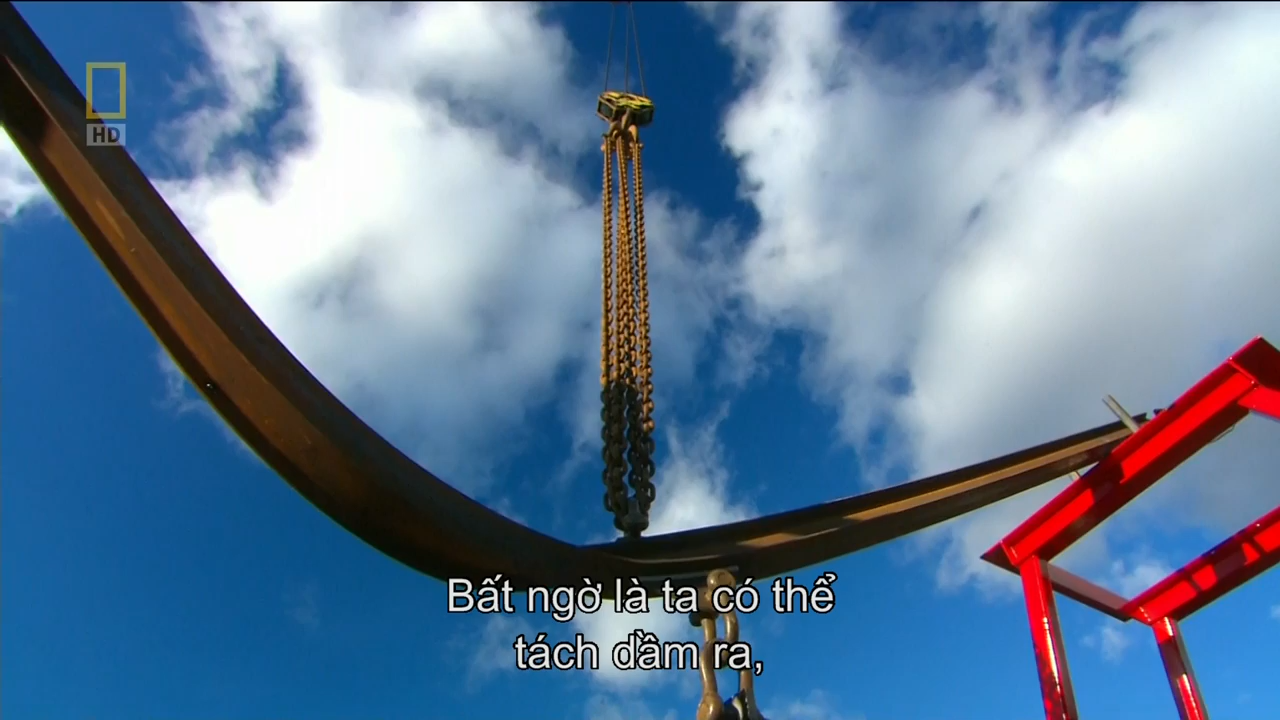 HD
Bất ngờ là ta có thể
tách dầm ra,